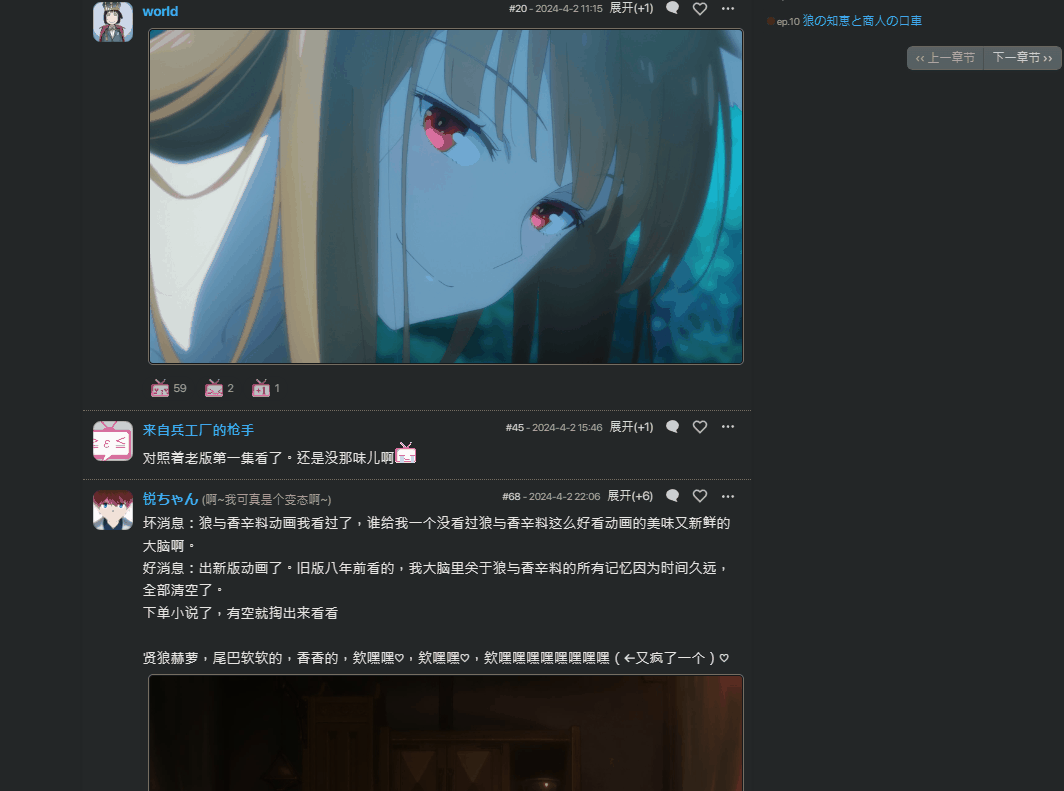 world
#20 - 2024-4-2 11:15 展开(+1)
ep.10 狼の知恵と商人の口車
‹‹ 上一章节 下一章节 ››
59 2 +1 1
来自兵工厂的枪手
#45 - 2024-4-2 15:46 展开(+1)
对照着老版第一集看了。还是没那味儿啊
锐ちゃん (啊~我可真是个变态啊~)
#68 - 2024-4-2 22:06 展开(+6)
坏消息：狼与香辛料动画我看过了，谁给我一个没看过狼与香辛料这么好看动画的美味又新鲜的
大脑啊。
好消息：出新版动画了。旧版八年前看的，我大脑里关于狼与香辛料的所有记忆因为时间久远，
全部清空了。
下单小说了，有空就掏出来看看
贤狼赫萝，尾巴软软的，香香的，欸嘿嘿♡，欸嘿嘿♡，欸嘿嘿嘿嘿嘿嘿嘿嘿（←又疯了一个）♡